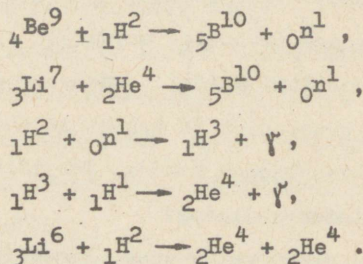 ₄Be⁹ + ₁H² → ₅B¹⁰ + ₀n¹ ,
₃Li⁷ + ₂He⁴ → ₅B¹⁰ + ₀n¹ ,
₁H² + ₀n¹ → ₁H³ + γ ,
₁H³ + ₁H¹ → ₂He⁴ + γ ,
₃Li⁶ + ₁H² → ₂He⁴ + ₂He⁴ .